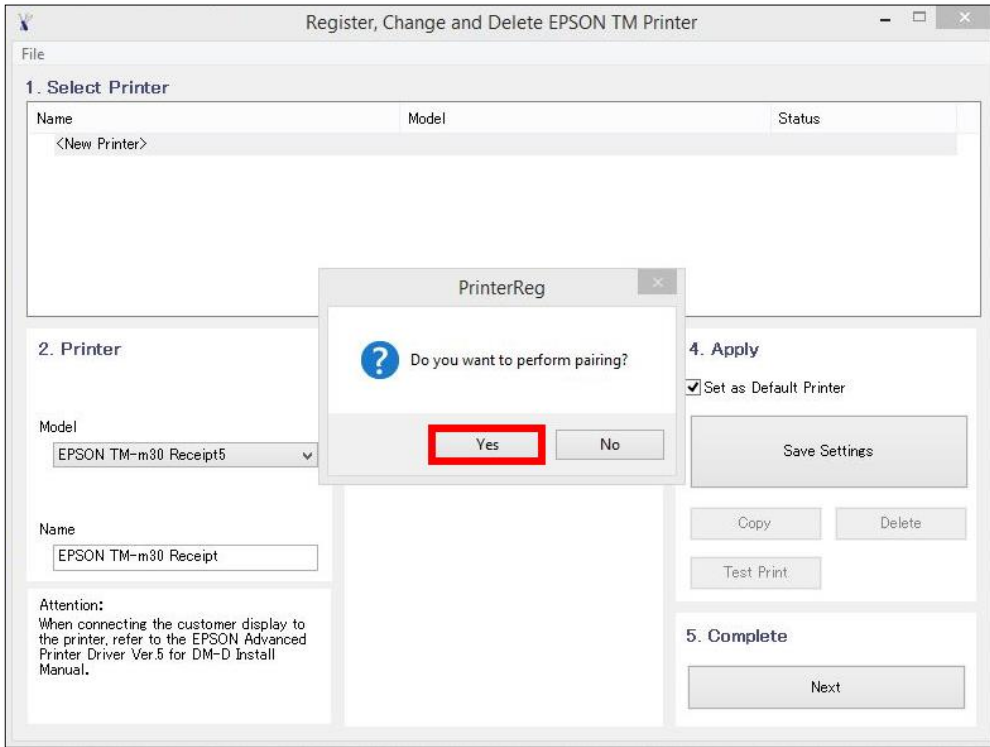 Register, Change and Delete EPSON TM Printer
File
1. Select Printer
Name Model Status
<New Printer>
PrinterReg
Do you want to perform pairing?
Yes No
2. Printer
Model
EPSON TM-m30 Receipt5
Name
EPSON TM-m30 Receipt
Attention:
When connecting the customer display to
the printer, refer to the EPSON Advanced
Printer Driver Ver.5 for DM-D Install
Manual.
4. Apply
Set as Default Printer
Save Settings
Copy Delete
Test Print
5. Complete
Next